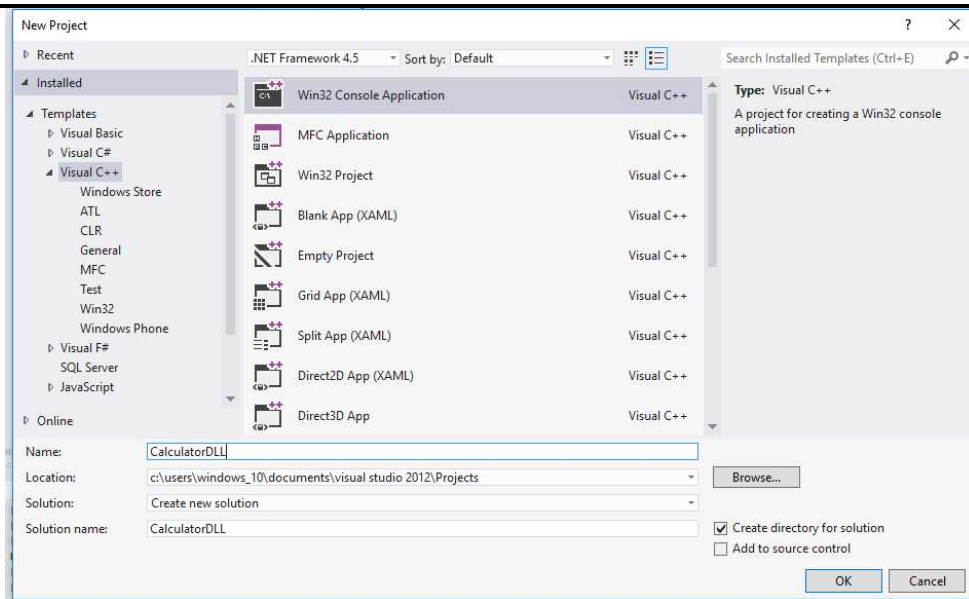 New Project
? ×
Recent
.NET Framework 4.5 Sort by: Default
Search Installed Templates (Ctrl+E)
Installed
Templates
Visual Basic
Visual C#
Visual C++
Windows Store
ATL
CLR
General
MFC
Test
Win32
Windows Phone
Visual F#
SQL Server
JavaScript
Online
Win32 Console Application Visual C++
MFC Application Visual C++
Win32 Project Visual C++
Blank App (XAML) Visual C++
Empty Project Visual C++
Grid App (XAML) Visual C++
Split App (XAML) Visual C++
Direct2D App (XAML) Visual C++
Direct3D App Visual C++
Type: Visual C++
A project for creating a Win32 console
application
Name: CalculatorDLL
Location: c:\users\windows_10\documents\visual studio 2012\Projects
Browse...
Solution: Create new solution
Solution name: CalculatorDLL
Create directory for solution
Add to source control
OK Cancel